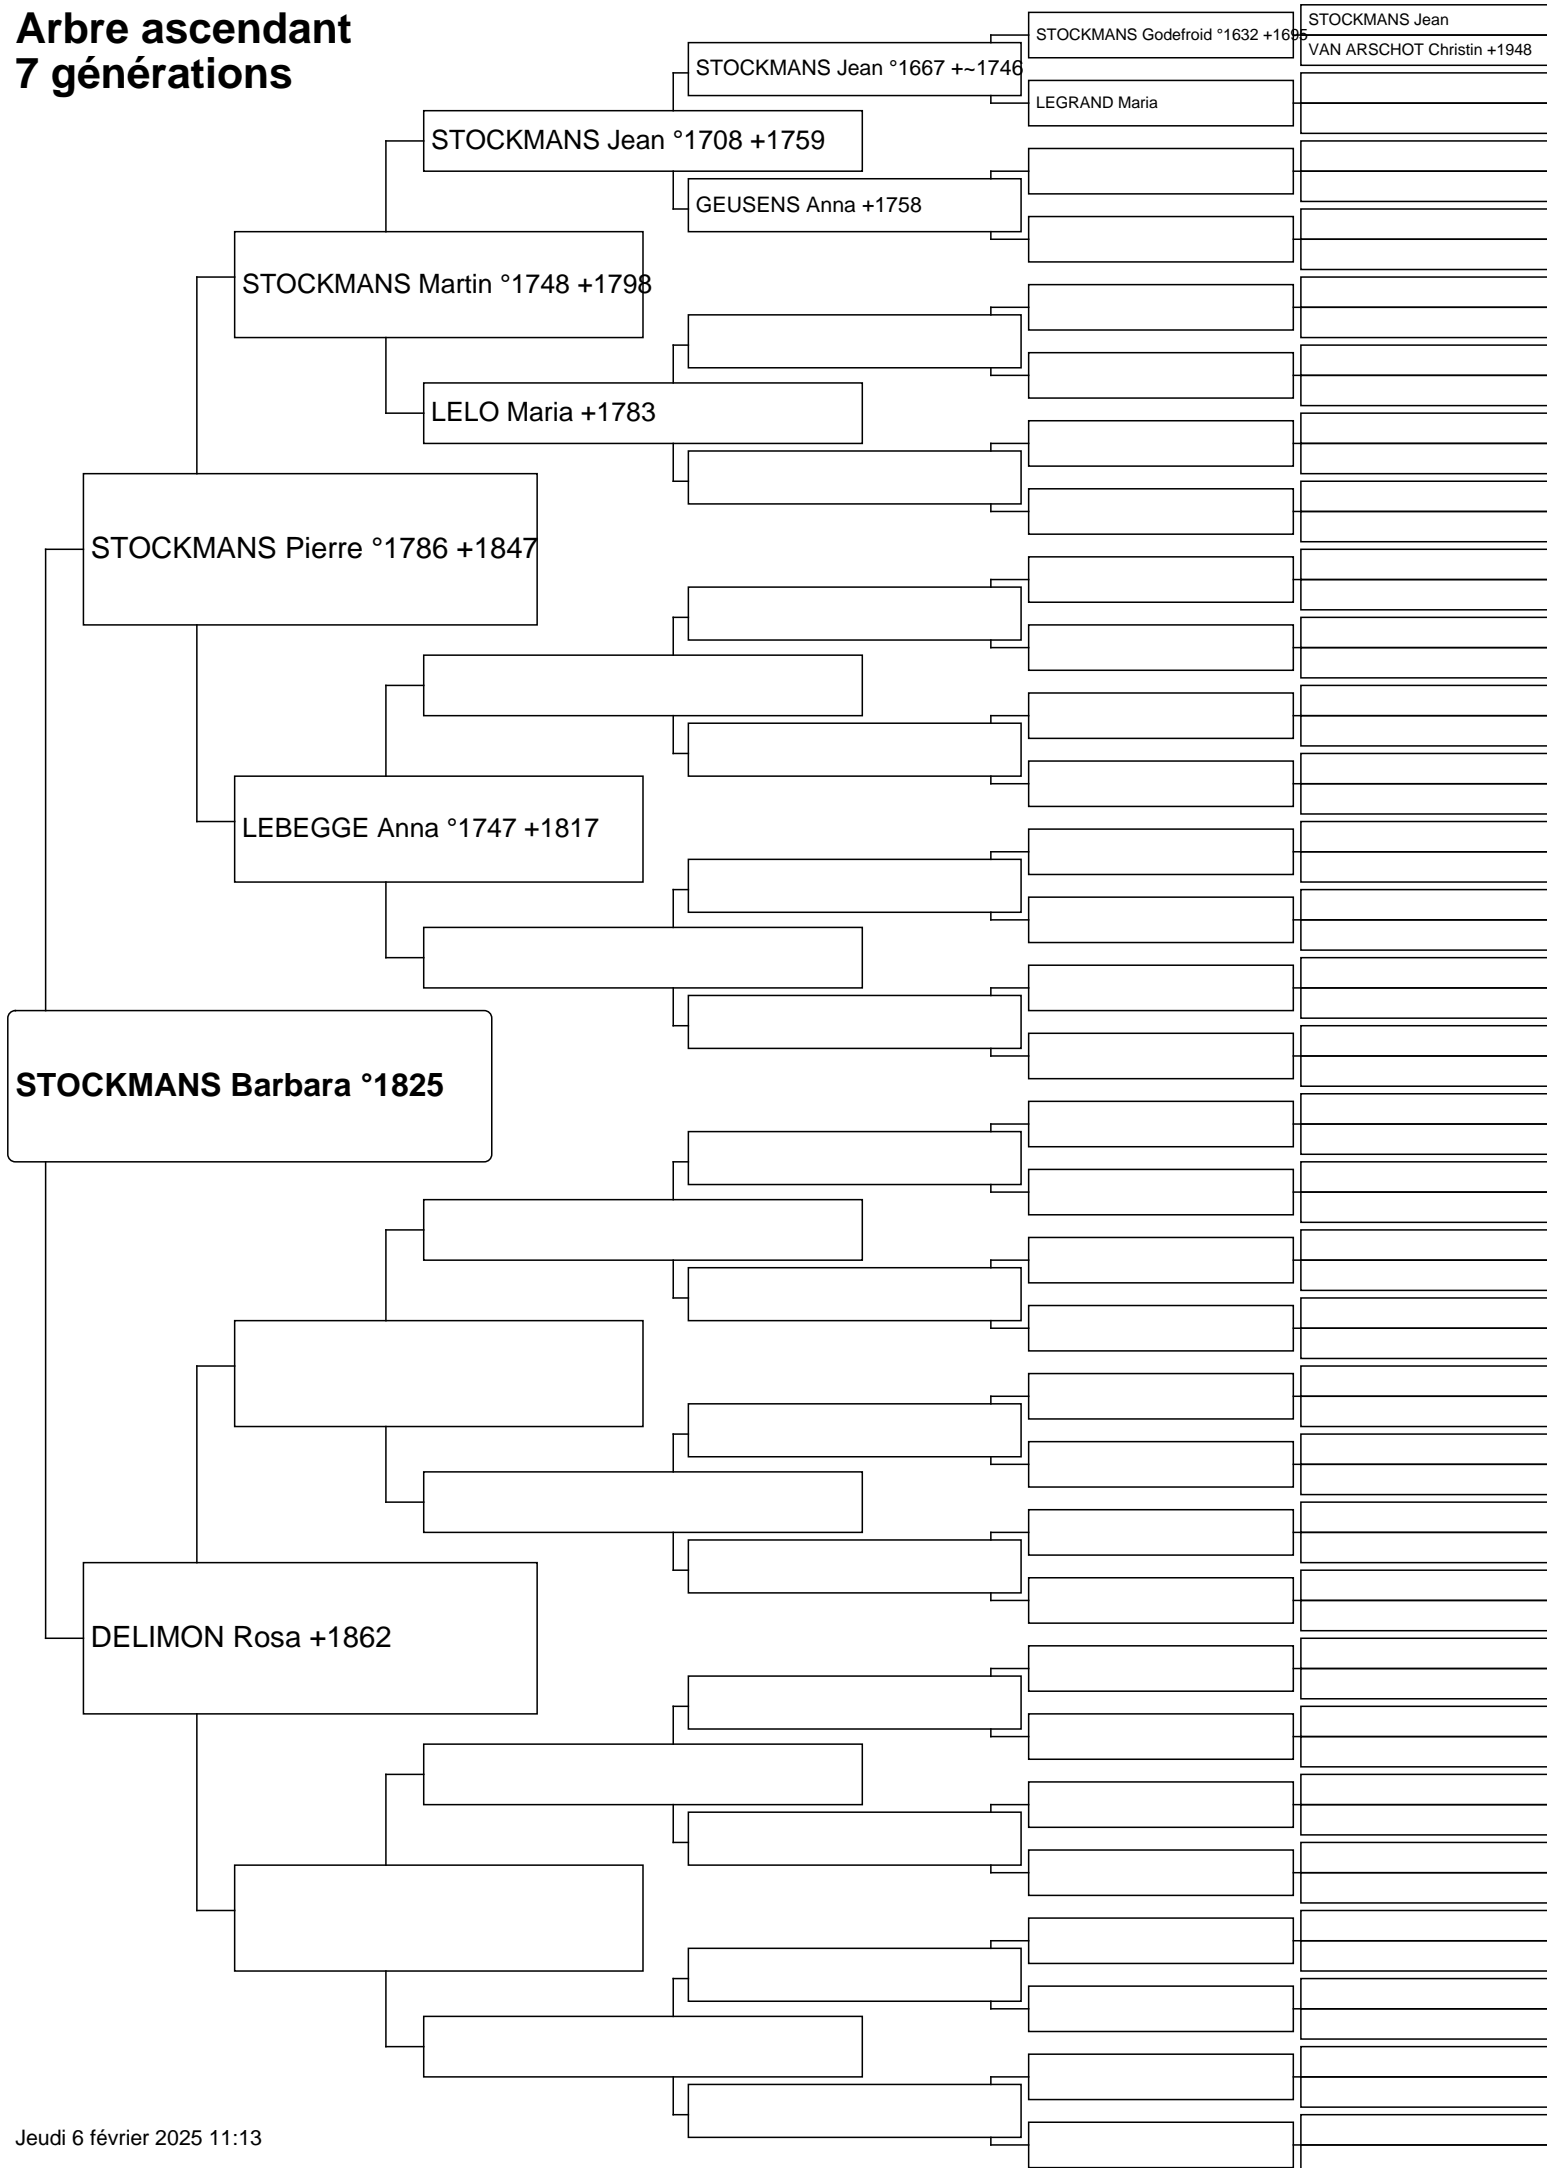 Arbre ascendant
7 générations
STOCKMANS Jean
STOCKMANS Godefroid °1632 +1695
VAN ARSCHOT Christin +1948
STOCKMANS Jean °1667 +~1746
LEGRAND Maria
STOCKMANS Jean °1708 +1759
GEUSENS Anna +1758
STOCKMANS Martin °1748 +1798
LELO Maria +1783
STOCKMANS Pierre °1786 +1847
LEBEGGE Anna °1747 +1817
STOCKMANS Barbara °1825
DELIMON Rosa +1862
Jeudi 6 février 2025 11:13